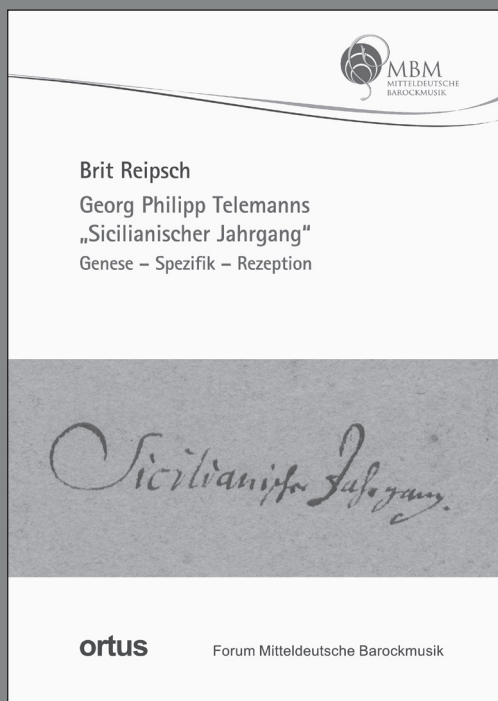 MBM
MITTELDEUTSCHE
BAROCKMUSIK
Brit Reipsch
Georg Philipp Telemanns
„Sicilianischer Jahrgang“
Genese – Spezifik – Rezeption
Sicilianischer Jahrgang.
ortus
Forum Mitteldeutsche Barockmusik